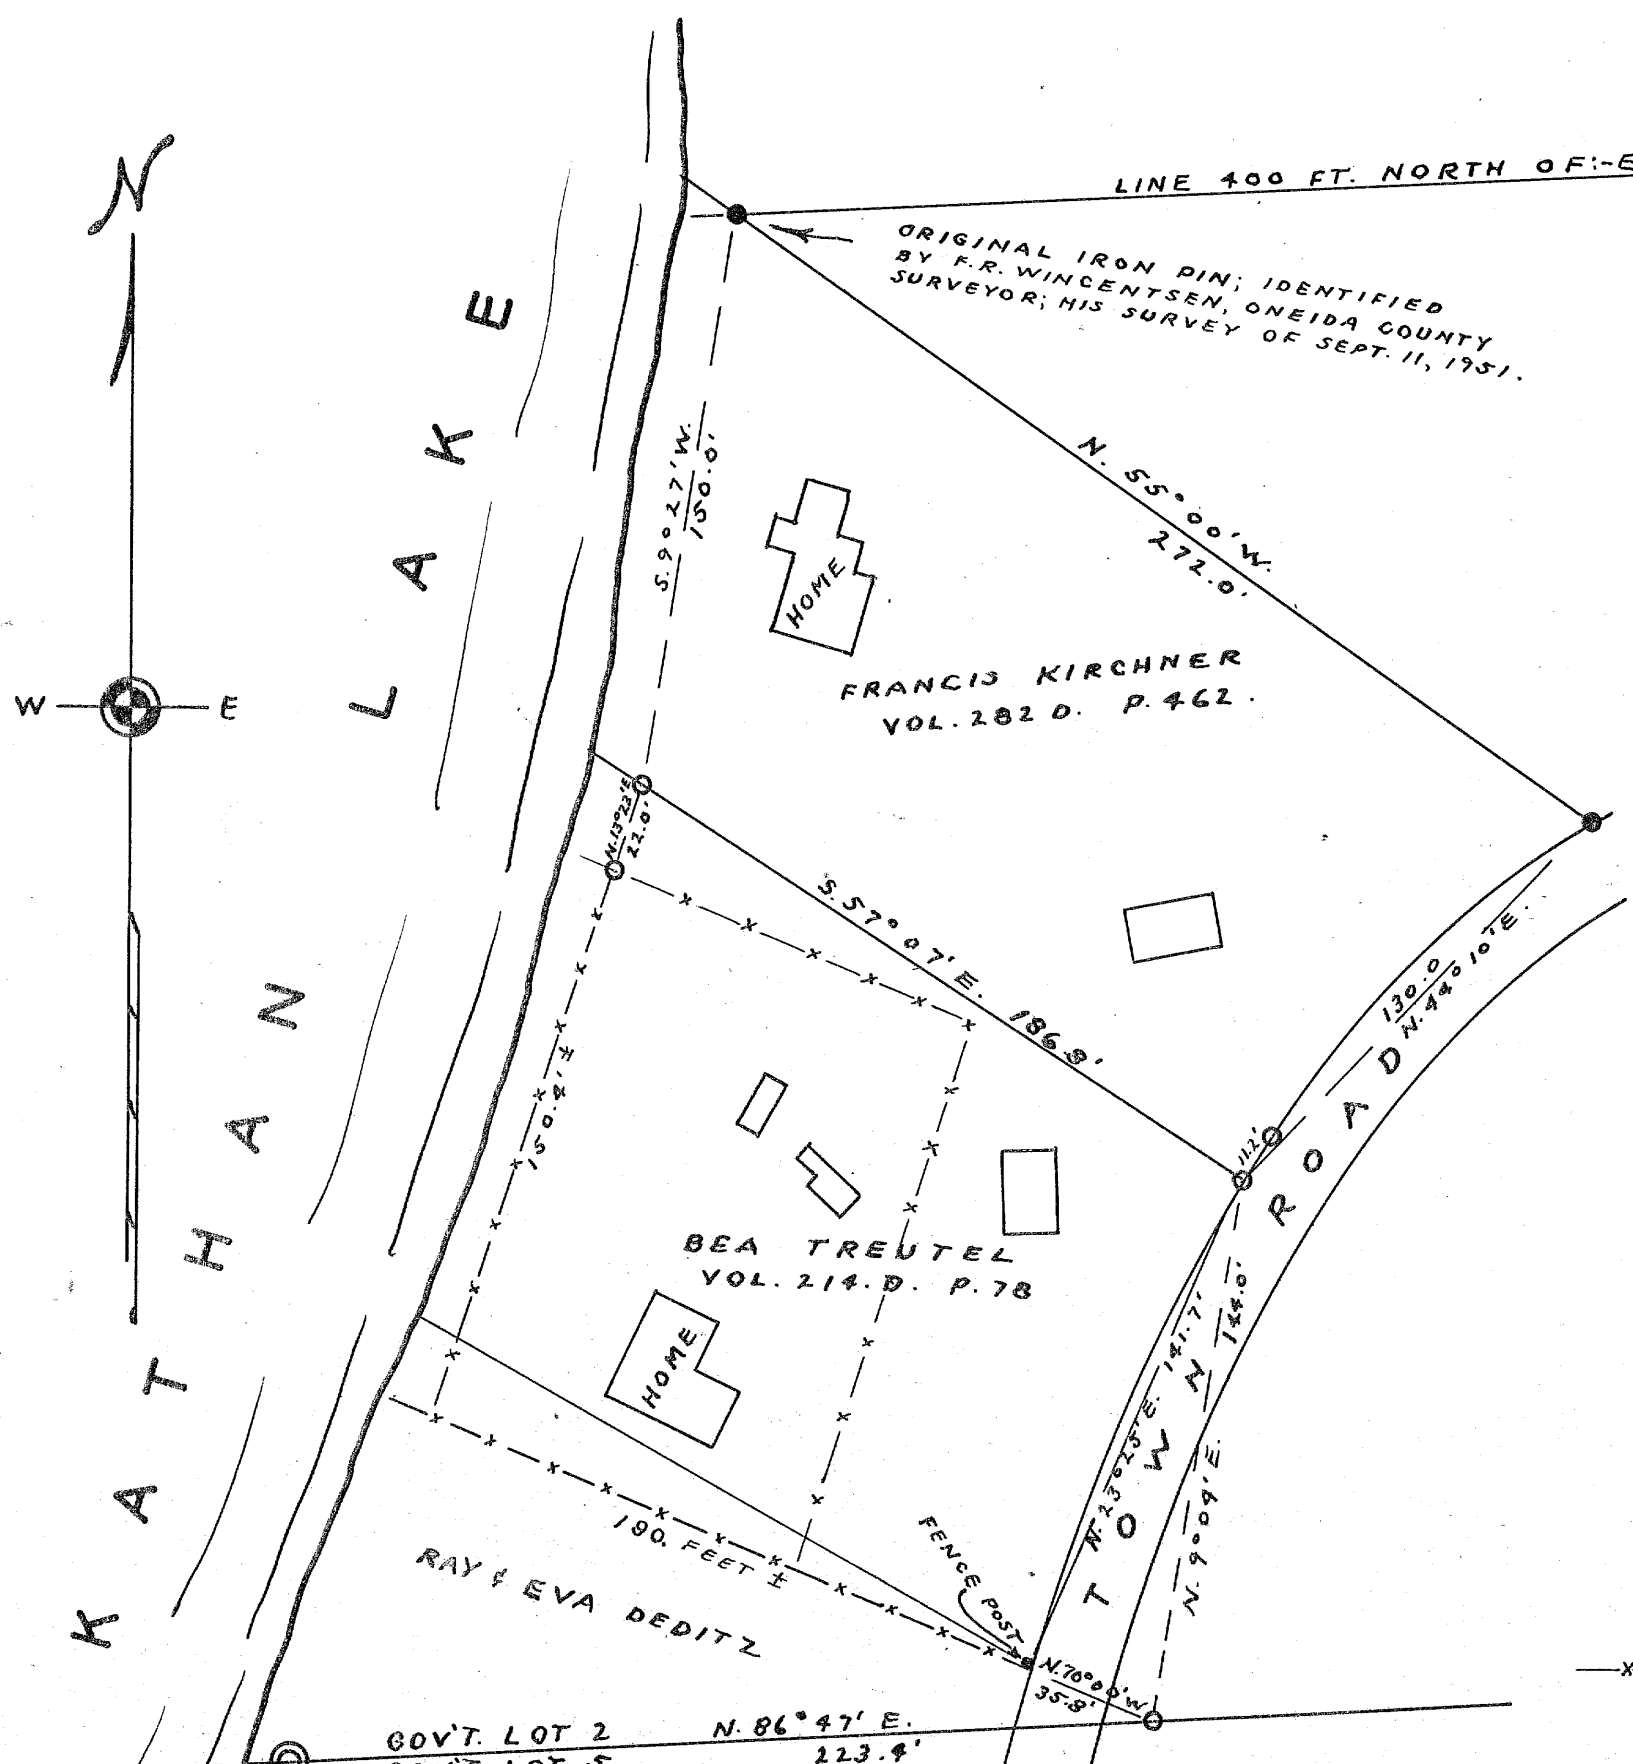 N
W E
KATHAN LAKE
LINE 400 FT. NORTH OF:-E
ORIGINAL IRON PIN; IDENTIFIED
BY F.R. WINCENTSEN, ONEIDA COUNTY
SURVEYOR; HIS SURVEY OF SEPT. 11, 1951.
S.9°27'W.
150.0'
N. 55°00'W.
272.0'
HOME
FRANCIS KIRCHNER
VOL. 282 D. P. 462.
N.13°23'E
22.0'
S.57°07'E. 186.8'
130.0
N.44°10'E.
11.2'
150.4'±
BEA TREUTEL
VOL. 214. D. P. 78
HOME
TOWN ROAD
N.23°25'E. 141.7'
144.0'
N.9°04'E.
190. FEET ±
FENCE POST
RAY & EVA DEDITZ
N.70°00'W.
35.8'
GOV'T. LOT 2 N. 86°47' E.
GOV'T. LOT 5 223.4'